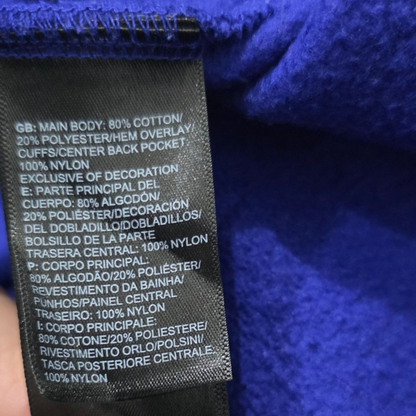 GB: MAIN BODY: 80% COTTON/
20% POLYESTER/HEM OVERLAY/
CUFFS/CENTER BACK POCKET:
100% NYLON
EXCLUSIVE OF DECORATION
E: PARTE PRINCIPAL DEL
CUERPO: 80% ALGODÓN/
20% POLIÉSTER/DECORACIÓN
DEL DOBLADILLO/DOBLADILLOS/
BOLSILLO DE LA PARTE
TRASERA CENTRAL: 100% NYLON
P: CORPO PRINCIPAL:
80% ALGODÃO/20% POLIÉSTER/
REVESTIMENTO DA BAINHA/
PUNHOS/PAINEL CENTRAL
TRASEIRO: 100% NYLON
I: CORPO PRINCIPALE:
80% COTONE/20% POLIESTERE/
RIVESTIMENTO ORLO/POLSINI/
TASCA POSTERIORE CENTRALE:
100% NYLON